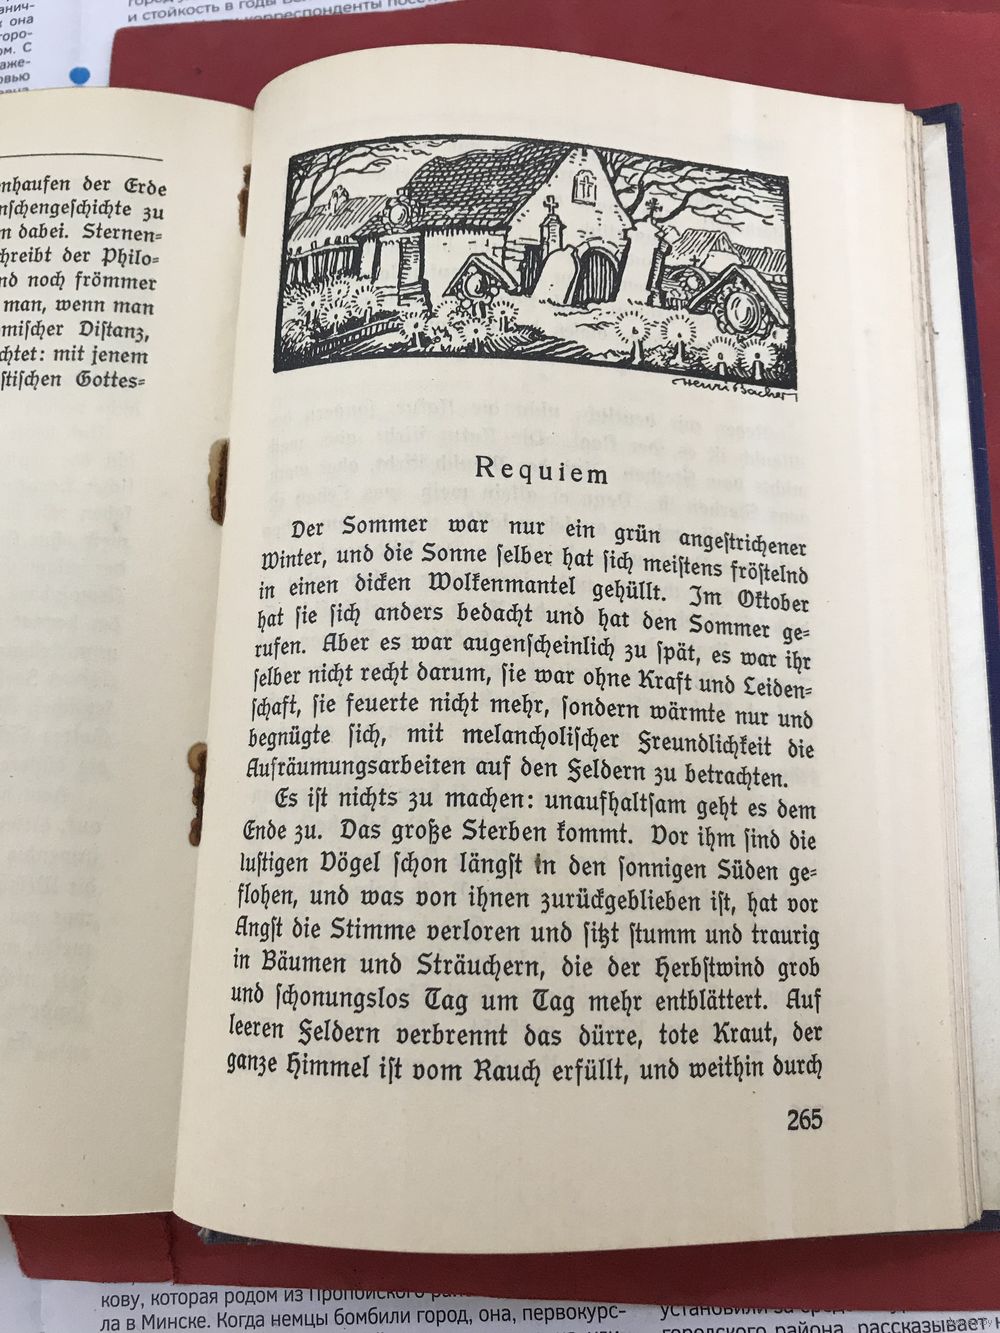 и стойкость в годы
она
ом. С
nhaufen der Erde
nſchengeſchichte zu
n dabei. Sternen=
chreibt der Philo=
nd noch frömmer
man, wenn man
miſcher Diſtanz,
chtet: mit jenem
ſtiſchen Gottes=
Henri Bacher
Requiem
Der Sommer war nur ein grün angeſtrichener
Winter, und die Sonne ſelber hat ſich meiſtens fröſtelnd
in einen dicken Wolkenmantel gehüllt. Im Oktober
hat ſie ſich anders bedacht und hat den Sommer ge=
rufen. Aber es war augenſcheinlich zu ſpät, es war ihr
ſelber nicht recht darum, ſie war ohne Kraft und Leiden=
ſchaft, ſie feuerte nicht mehr, ſondern wärmte nur und
begnügte ſich, mit melancholiſcher Freundlichkeit die
Aufräumungsarbeiten auf den Feldern zu betrachten.
Es iſt nichts zu machen: unaufhaltſam geht es dem
Ende zu. Das große Sterben kommt. Vor ihm ſind die
luſtigen Vögel ſchon längſt in den ſonnigen Süden ge=
flohen, und was von ihnen zurückgeblieben iſt, hat vor
Angſt die Stimme verloren und ſitzt ſtumm und traurig
in Bäumen und Sträuchern, die der Herbſtwind grob
und ſchonungslos Tag um Tag mehr entblättert. Auf
leeren Feldern verbrennt das dürre, tote Kraut, der
ganze Himmel iſt vom Rauch erfüllt, und weithin durch
265
кову, которая родом из Пропойского
ла в Минске. Когда немцы бомбили город, она, первокурс-
городского района, рассказывает